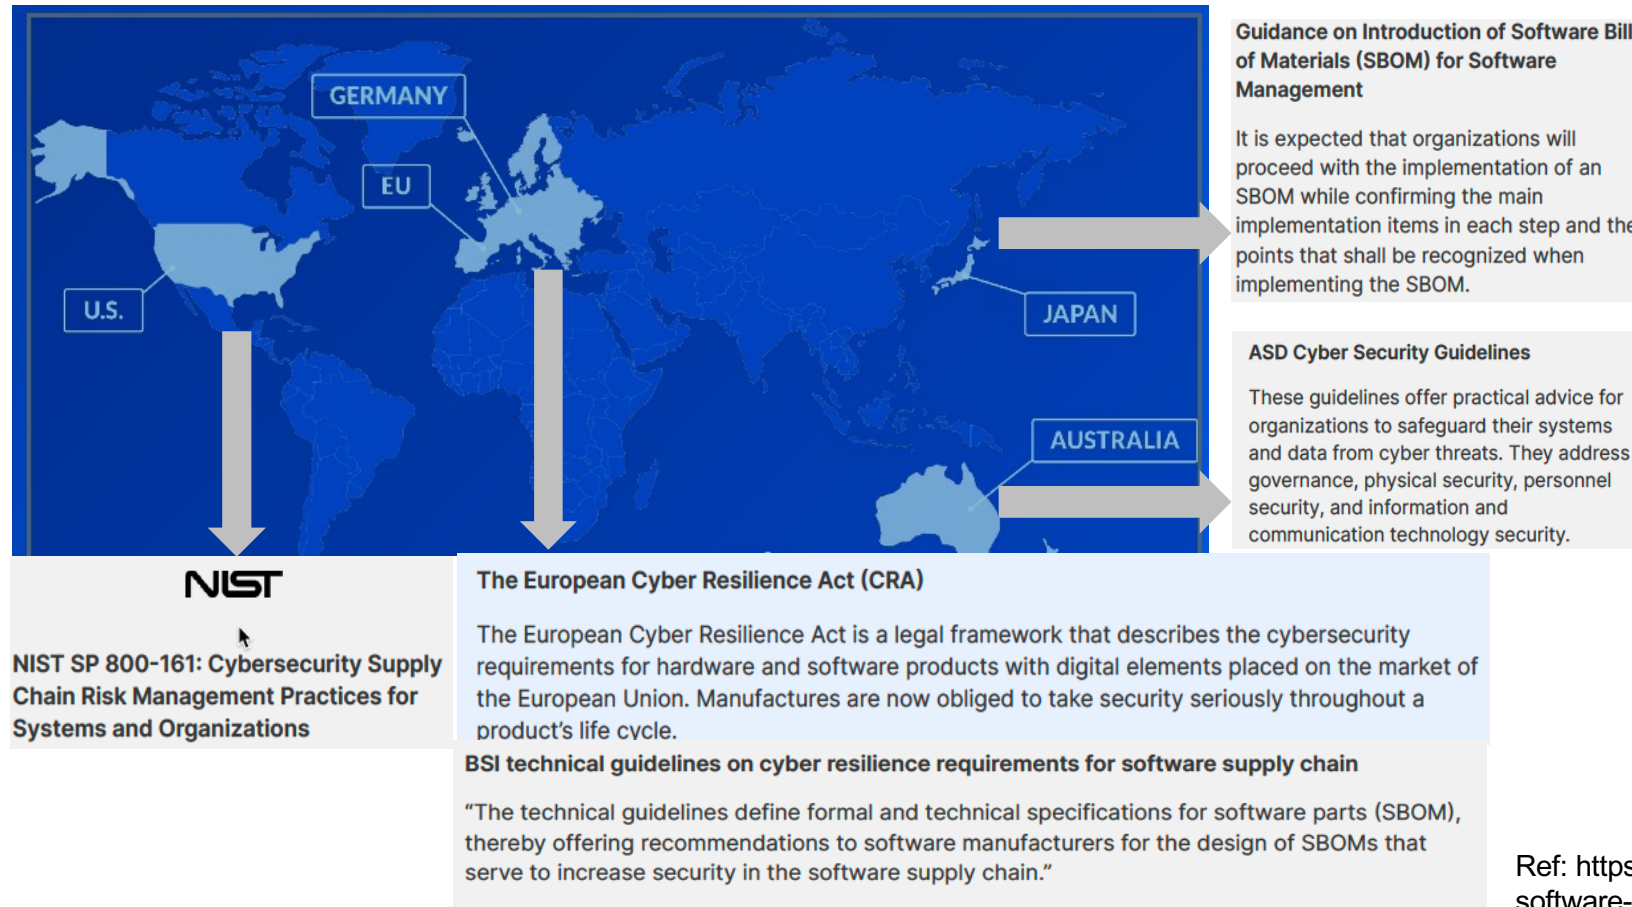 GERMANY
EU
U.S.
JAPAN
AUSTRALIA
Guidance on Introduction of Software Bill
of Materials (SBOM) for Software
Management
It is expected that organizations will
proceed with the implementation of an
SBOM while confirming the main
implementation items in each step and the
points that shall be recognized when
implementing the SBOM.
ASD Cyber Security Guidelines
These guidelines offer practical advice for
organizations to safeguard their systems
and data from cyber threats. They address
governance, physical security, personnel
security, and information and
communication technology security.
NIST
NIST SP 800-161: Cybersecurity Supply
Chain Risk Management Practices for
Systems and Organizations
The European Cyber Resilience Act (CRA)
The European Cyber Resilience Act is a legal framework that describes the cybersecurity
requirements for hardware and software products with digital elements placed on the market of
the European Union. Manufactures are now obliged to take security seriously throughout a
product's life cycle.
BSI technical guidelines on cyber resilience requirements for software supply chain
“The technical guidelines define formal and technical specifications for software parts (SBOM),
thereby offering recommendations to software manufacturers for the design of SBOMs that
serve to increase security in the software supply chain.”
Ref: https
software-